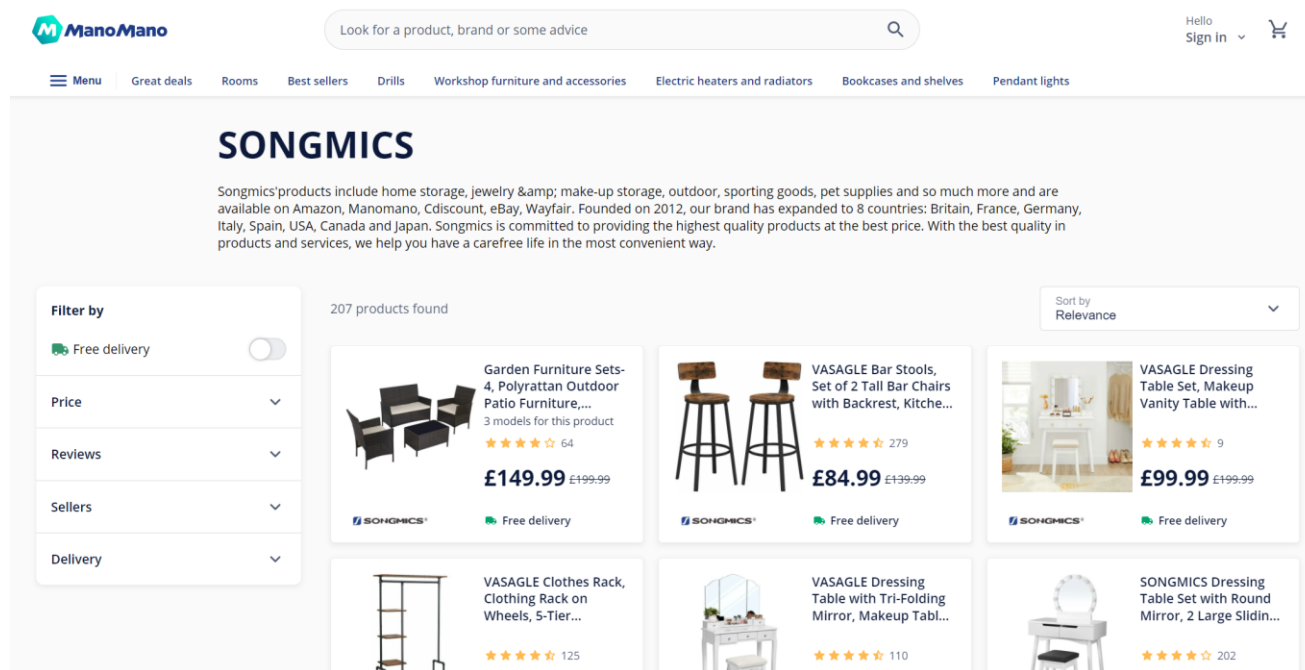 ManoMano
Look for a product, brand or some advice
Hello
Sign in
Menu
Great deals
Rooms
Best sellers
Drills
Workshop furniture and accessories
Electric heaters and radiators
Bookcases and shelves
Pendant lights
SONGMICS
Songmics'products include home storage, jewelry &amp; make-up storage, outdoor, sporting goods, pet supplies and so much more and are
available on Amazon, Manomano, Cdiscount, eBay, Wayfair. Founded on 2012, our brand has expanded to 8 countries: Britain, France, Germany,
Italy, Spain, USA, Canada and Japan. Songmics is committed to providing the highest quality products at the best price. With the best quality in
products and services, we help you have a carefree life in the most convenient way.
Filter by
Free delivery
Price
Reviews
Sellers
Delivery
207 products found
Sort by
Relevance
Garden Furniture Sets-
4, Polyrattan Outdoor
Patio Furniture,...
3 models for this product
64
£149.99 £199.99
SONGMICS®
Free delivery
VASAGLE Bar Stools,
Set of 2 Tall Bar Chairs
with Backrest, Kitche...
279
£84.99 £139.99
SONGMICS®
Free delivery
VASAGLE Dressing
Table Set, Makeup
Vanity Table with...
9
£99.99 £199.99
SONGMICS®
Free delivery
VASAGLE Clothes Rack,
Clothing Rack on
Wheels, 5-Tier...
125
VASAGLE Dressing
Table with Tri-Folding
Mirror, Makeup Tabl...
110
SONGMICS Dressing
Table Set with Round
Mirror, 2 Large Slidin...
202